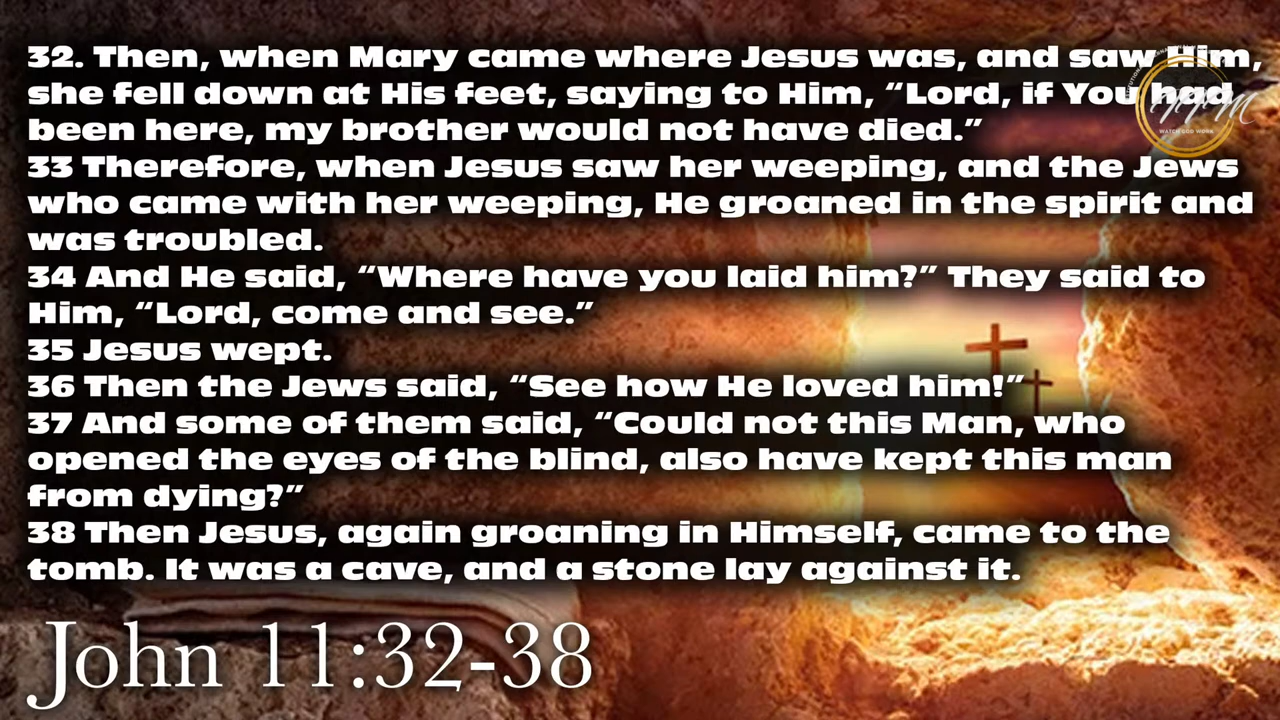 32. Then, when Mary came where Jesus was, and saw Him,
she fell down at His feet, saying to Him, “Lord, if You had
been here, my brother would not have died.”
33 Therefore, when Jesus saw her weeping, and the Jews
who came with her weeping, He groaned in the spirit and
was troubled.
34 And He said, “Where have you laid him?” They said to
Him, “Lord, come and see.”
35 Jesus wept.
36 Then the Jews said, “See how He loved him!”
37 And some of them said, “Could not this Man, who
opened the eyes of the blind, also have kept this man
from dying?”
38 Then Jesus, again groaning in Himself, came to the
tomb. It was a cave, and a stone lay against it.
John 11:32-38
WATCH GOD WORK